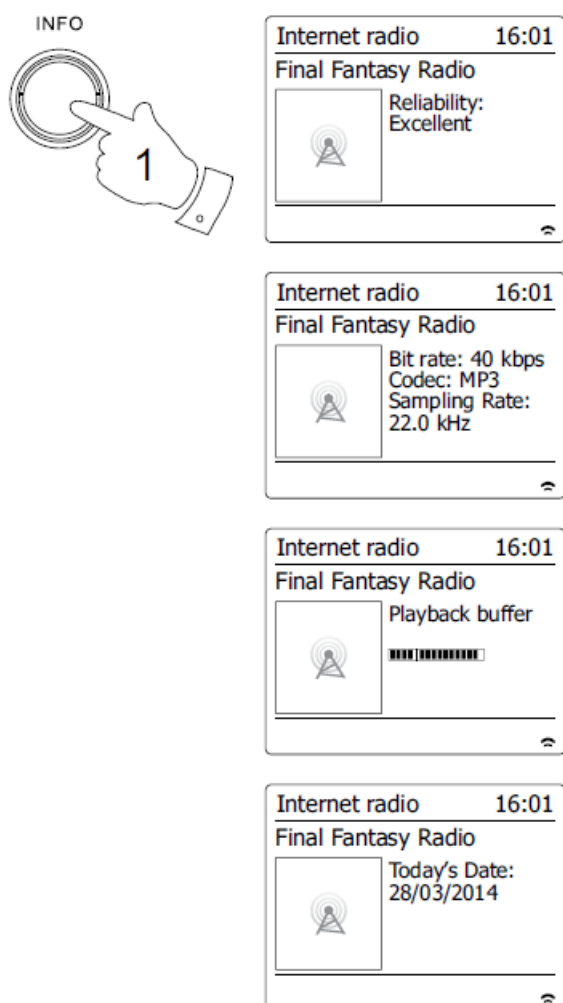 INFO
1
Internet radio 16:01
Final Fantasy Radio
Reliability:
Excellent
Internet radio 16:01
Final Fantasy Radio
Bit rate: 40 kbps
Codec: MP3
Sampling Rate:
22.0 kHz
Internet radio 16:01
Final Fantasy Radio
Playback buffer
Internet radio 16:01
Final Fantasy Radio
Today's Date:
28/03/2014